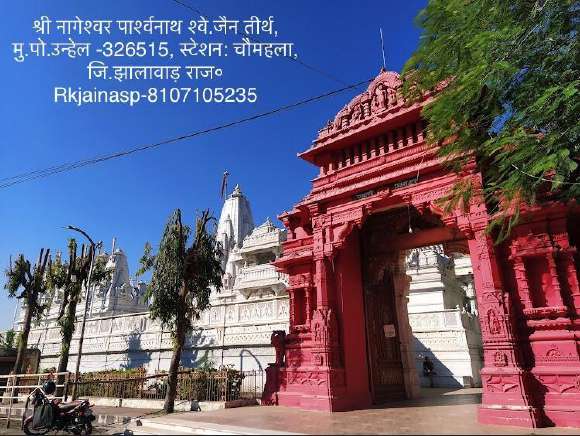 श्री नागेश्वर पार्श्वनाथ श्वे.जैन तीर्थ,
मु.पो.उन्हेल -326515, स्टेशन: चौमहला,
जि.झालावाड़ राज०
Rkjainasp-8107105235